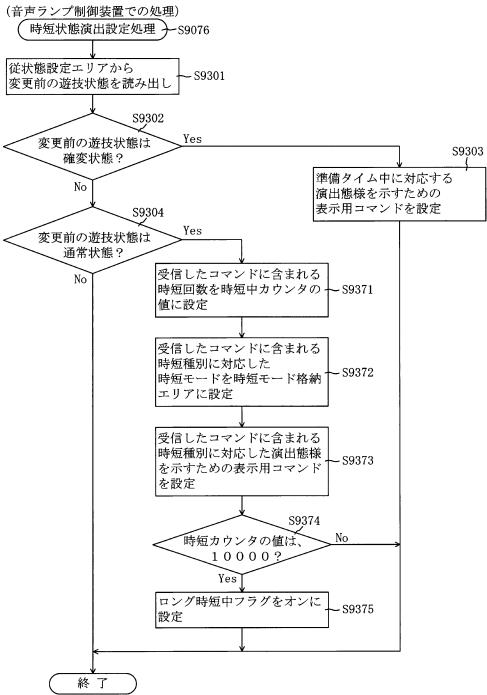 (音声ランプ制御装置での処理)
時短状態演出設定処理
S9076
従状態設定エリアから
変更前の遊技状態を読み出し
S9301
S9302
変更前の遊技状態は
確変状態？
Yes
No
S9303
準備タイム中に対応する
演出態様を示すための
表示用コマンドを設定
S9304
変更前の遊技状態は
通常状態？
Yes
No
受信したコマンドに含まれる
時短回数を時短中カウンタの
値に設定
S9371
受信したコマンドに含まれる
時短種別に対応した
時短モードを時短モード格納
エリアに設定
S9372
受信したコマンドに含まれる
時短種別に対応した演出態様
を示すための表示用コマンド
を設定
S9373
S9374
時短カウンタの値は、
１００００？
No
Yes
ロング時短中フラグをオンに
設定
S9375
終 了